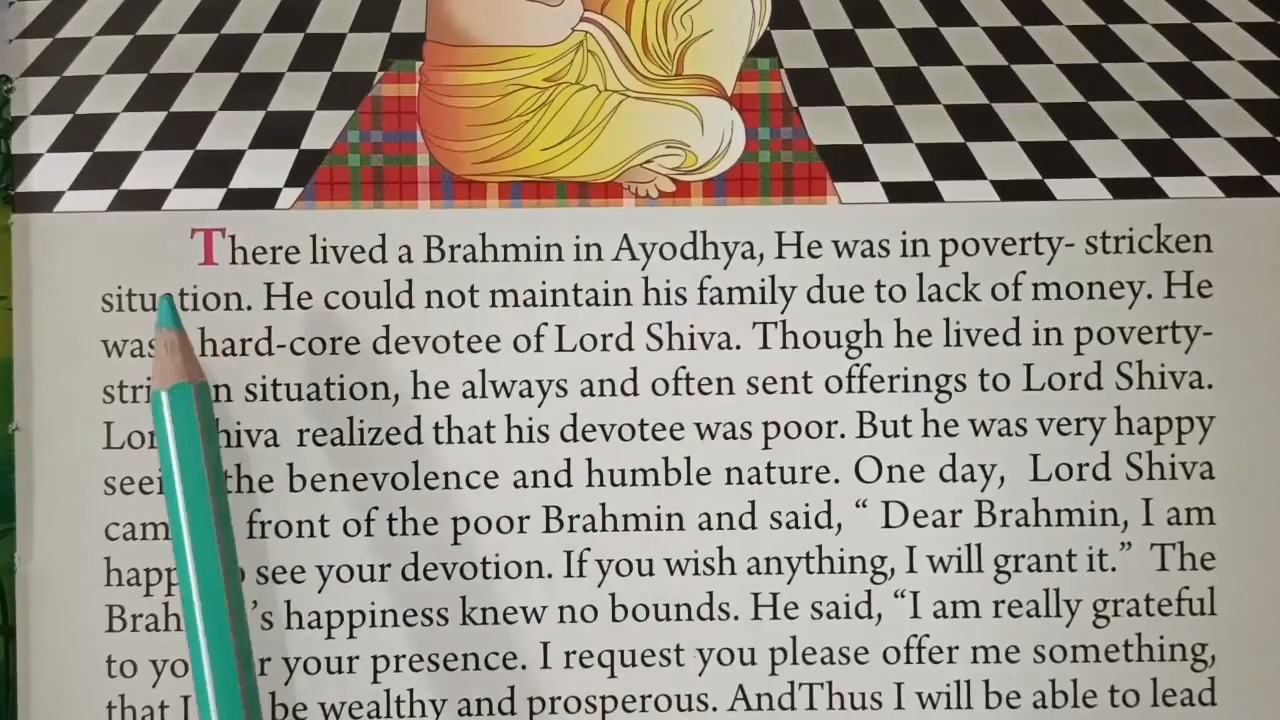 There lived a Brahmin in Ayodhya, He was in poverty- stricken
situation. He could not maintain his family due to lack of money. He
was hard-core devotee of Lord Shiva. Though he lived in poverty-
situation, he always and often sent offerings to Lord Shiva.
realized that his devotee was poor. But he was very happy
the benevolence and humble nature. One day, Lord Shiva
front of the poor Brahmin and said, “ Dear Brahmin, I am
see your devotion. If you wish anything, I will grant it.” The
’s happiness knew no bounds. He said, “I am really grateful
to your presence. I request you please offer me something,
that I be wealthy and prosperous. AndThus I will be able to lead